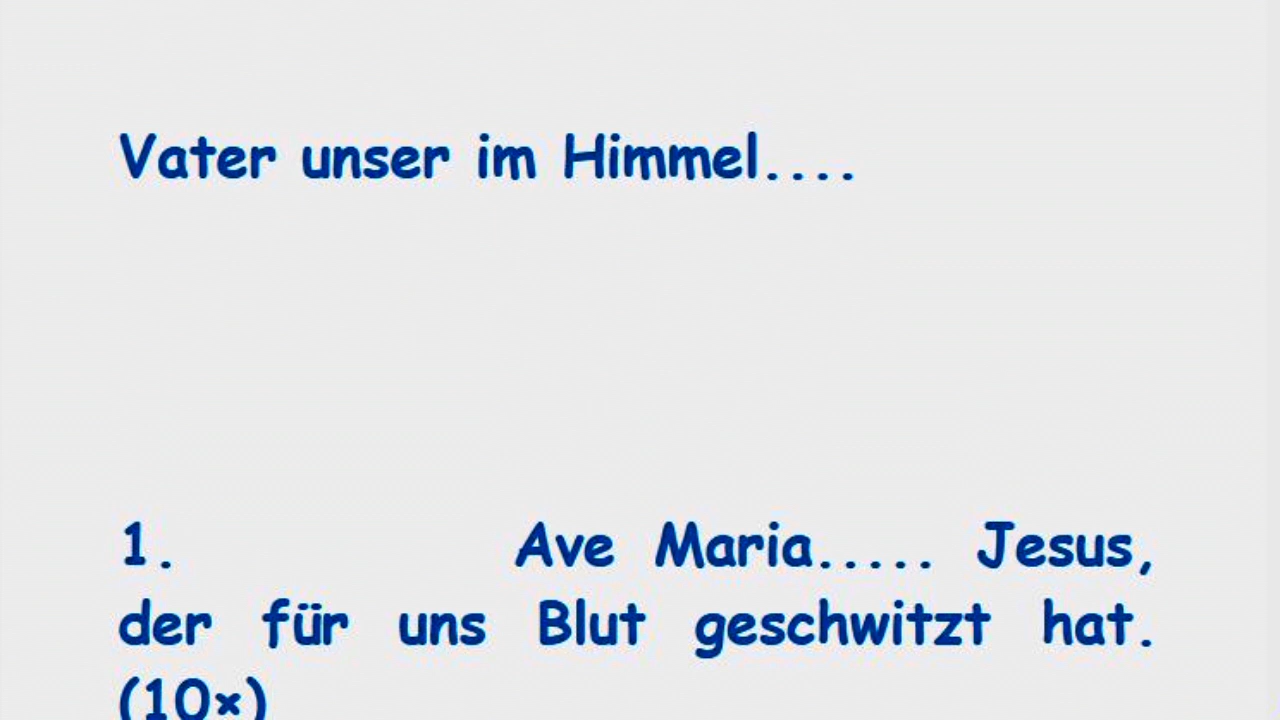 Vater unser im Himmel....
1. Ave Maria..... Jesus,
der für uns Blut geschwitzt hat.
(10×)